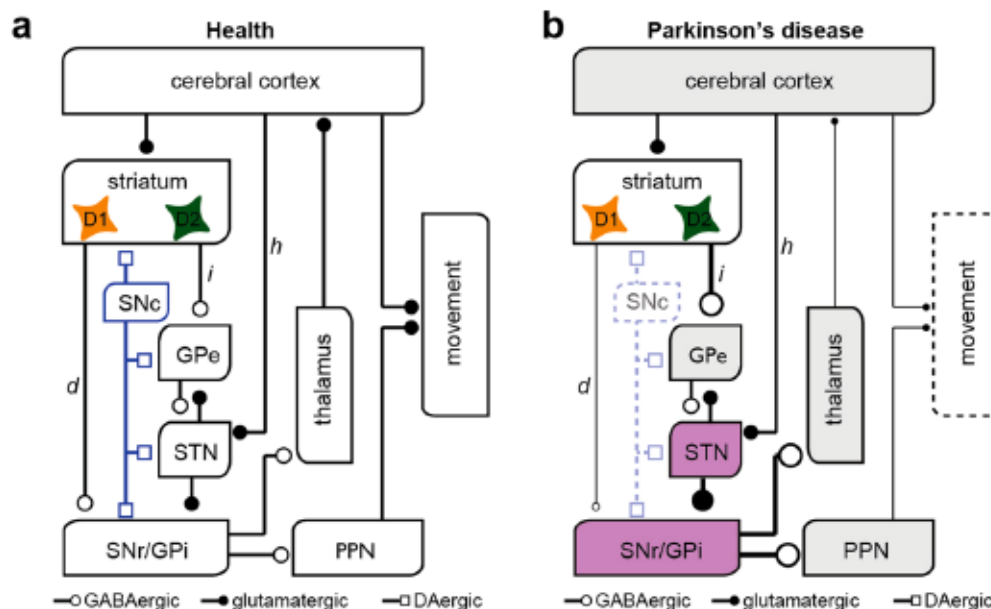 a
Health
cerebral cortex
striatum
D1
D2
h
i
SNc
GPe
d
thalamus
movement
STN
SNr/GPi
PPN
GABAergic
glutamatergic
DAergic
b
Parkinson's disease
cerebral cortex
striatum
D1
D2
h
i
SNc
GPe
d
thalamus
movement
STN
SNr/GPi
PPN
GABAergic
glutamatergic
DAergic